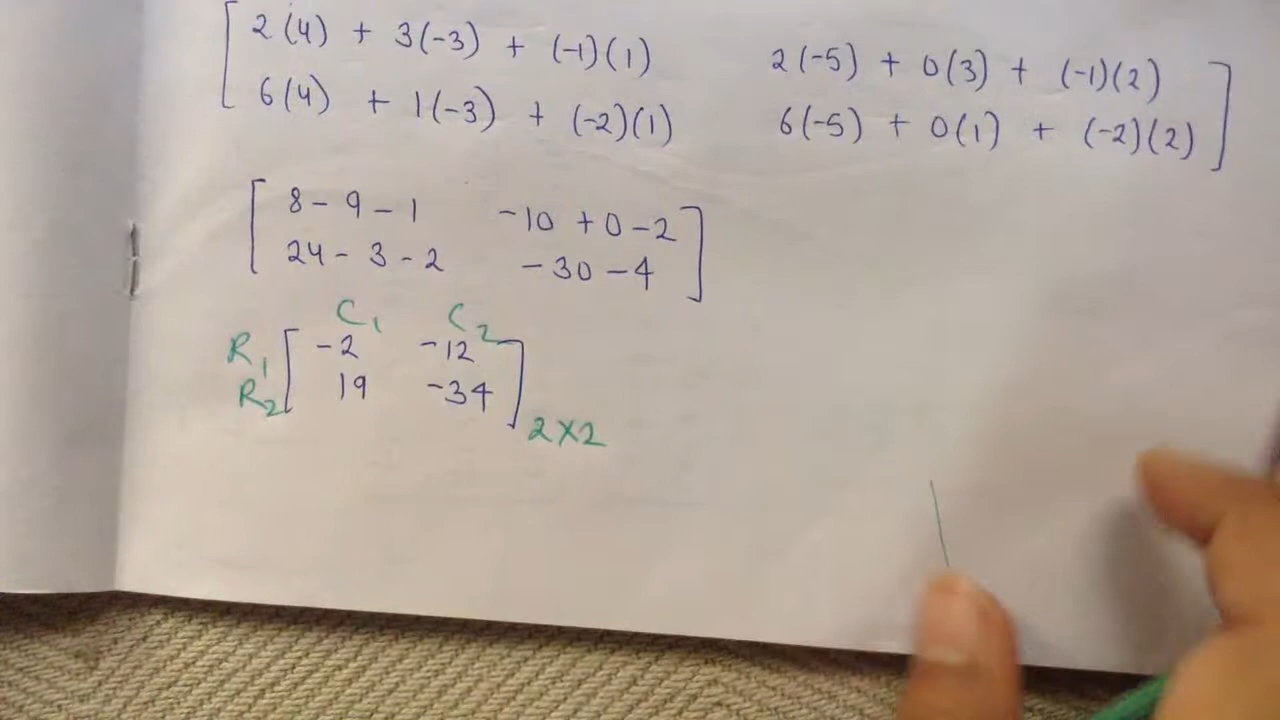 2(4) + 3(-3) + (-1)(1) 2(-5) + 0(3) + (-1)(2)
6(4) + 1(-3) + (-2)(1) 6(-5) + 0(1) + (-2)(2)
8 - 9 - 1 -10 + 0 - 2
24 - 3 - 2 -30 - 4
C1 C2
R1 -2 -12
R2 19 -34
2×2